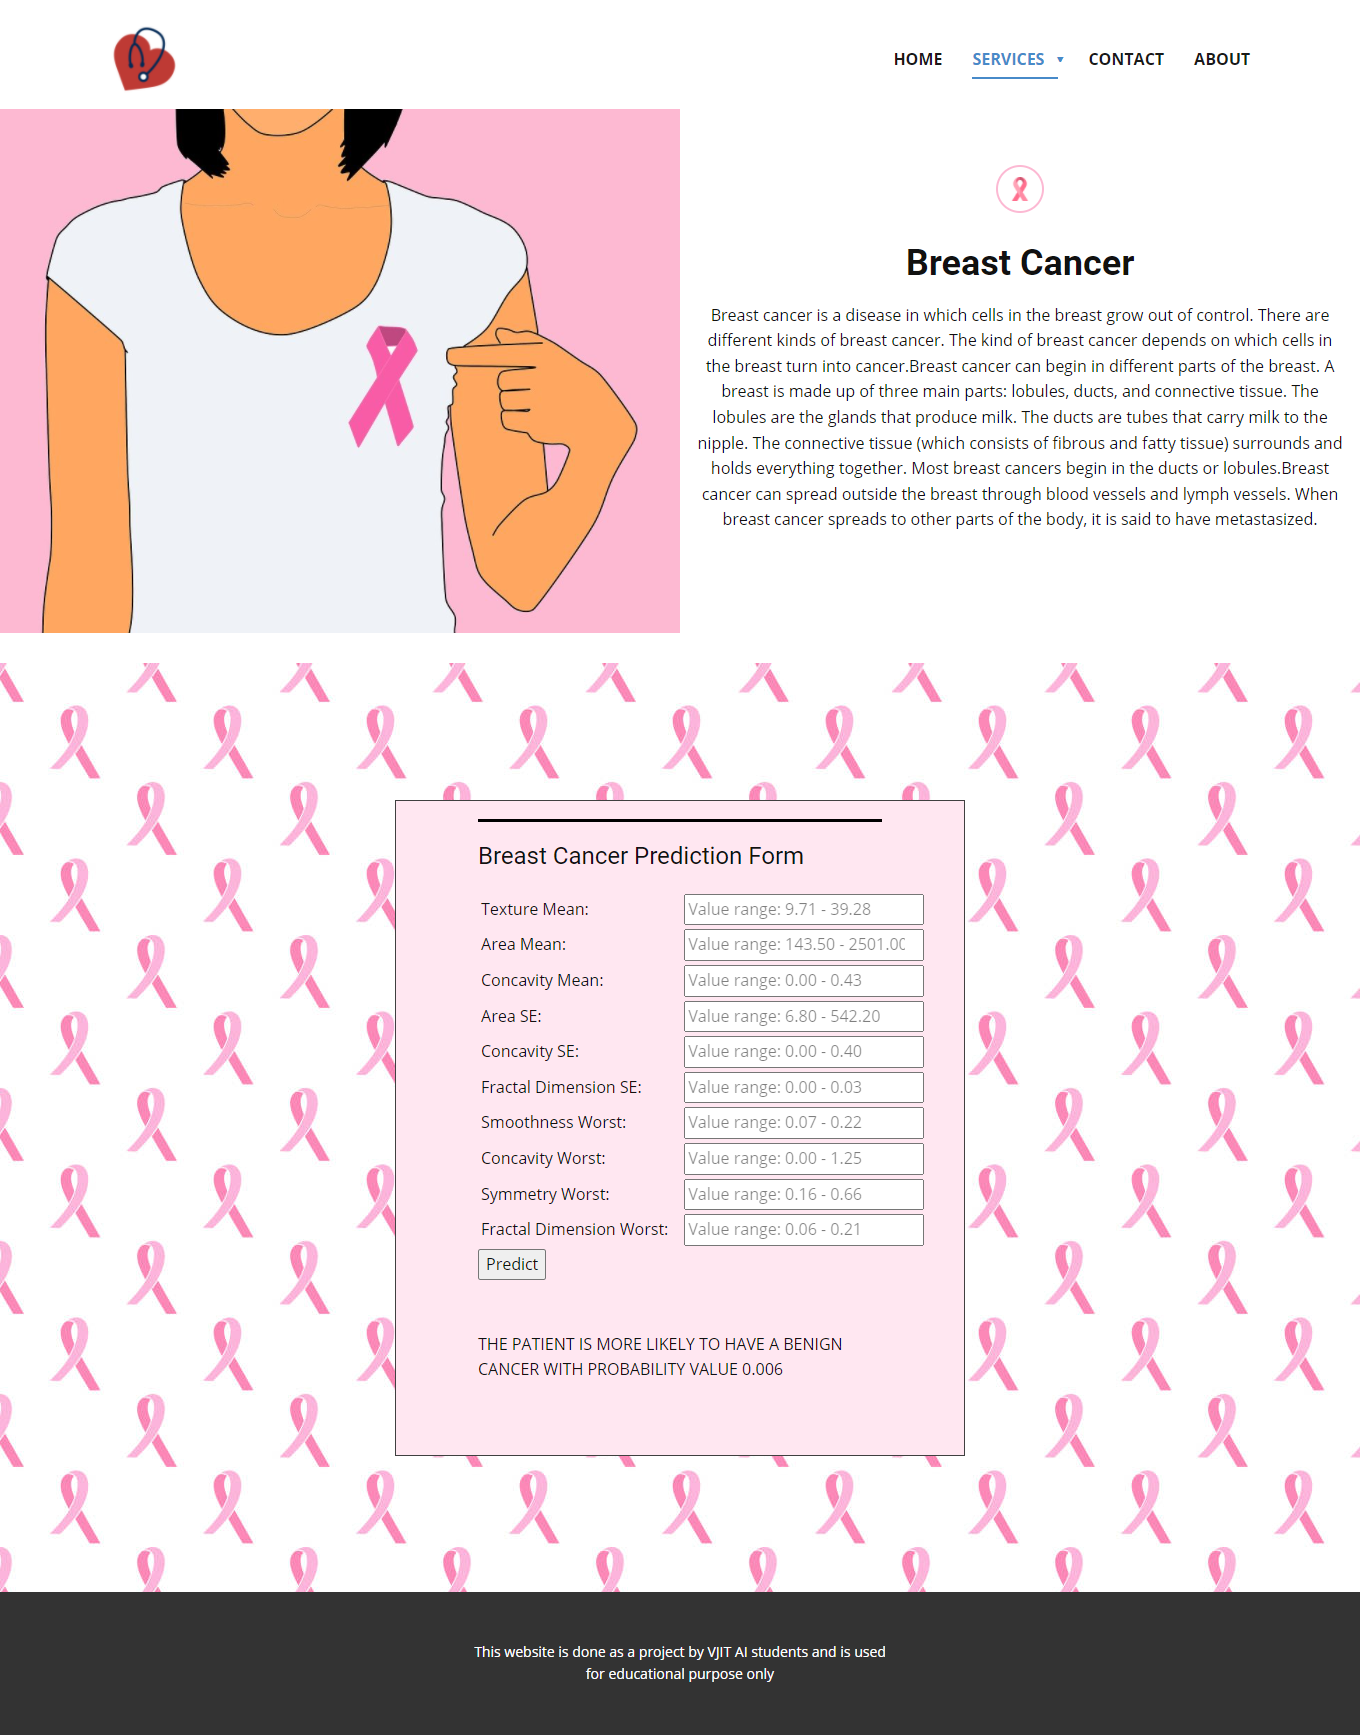 HOME SERVICES CONTACT ABOUT
Breast Cancer
Breast cancer is a disease in which cells in the breast grow out of control. There are
different kinds of breast cancer. The kind of breast cancer depends on which cells in
the breast turn into cancer.Breast cancer can begin in different parts of the breast. A
breast is made up of three main parts: lobules, ducts, and connective tissue. The
lobules are the glands that produce milk. The ducts are tubes that carry milk to the
nipple. The connective tissue (which consists of fibrous and fatty tissue) surrounds and
holds everything together. Most breast cancers begin in the ducts or lobules.Breast
cancer can spread outside the breast through blood vessels and lymph vessels. When
breast cancer spreads to other parts of the body, it is said to have metastasized.
Breast Cancer Prediction Form
Texture Mean: Value range: 9.71 - 39.28
Area Mean: Value range: 143.50 - 2501.00
Concavity Mean: Value range: 0.00 - 0.43
Area SE: Value range: 6.80 - 542.20
Concavity SE: Value range: 0.00 - 0.40
Fractal Dimension SE: Value range: 0.00 - 0.03
Smoothness Worst: Value range: 0.07 - 0.22
Concavity Worst: Value range: 0.00 - 1.25
Symmetry Worst: Value range: 0.16 - 0.66
Fractal Dimension Worst: Value range: 0.06 - 0.21
Predict
THE PATIENT IS MORE LIKELY TO HAVE A BENIGN
CANCER WITH PROBABILITY VALUE 0.006
This website is done as a project by VJIT AI students and is used
for educational purpose only